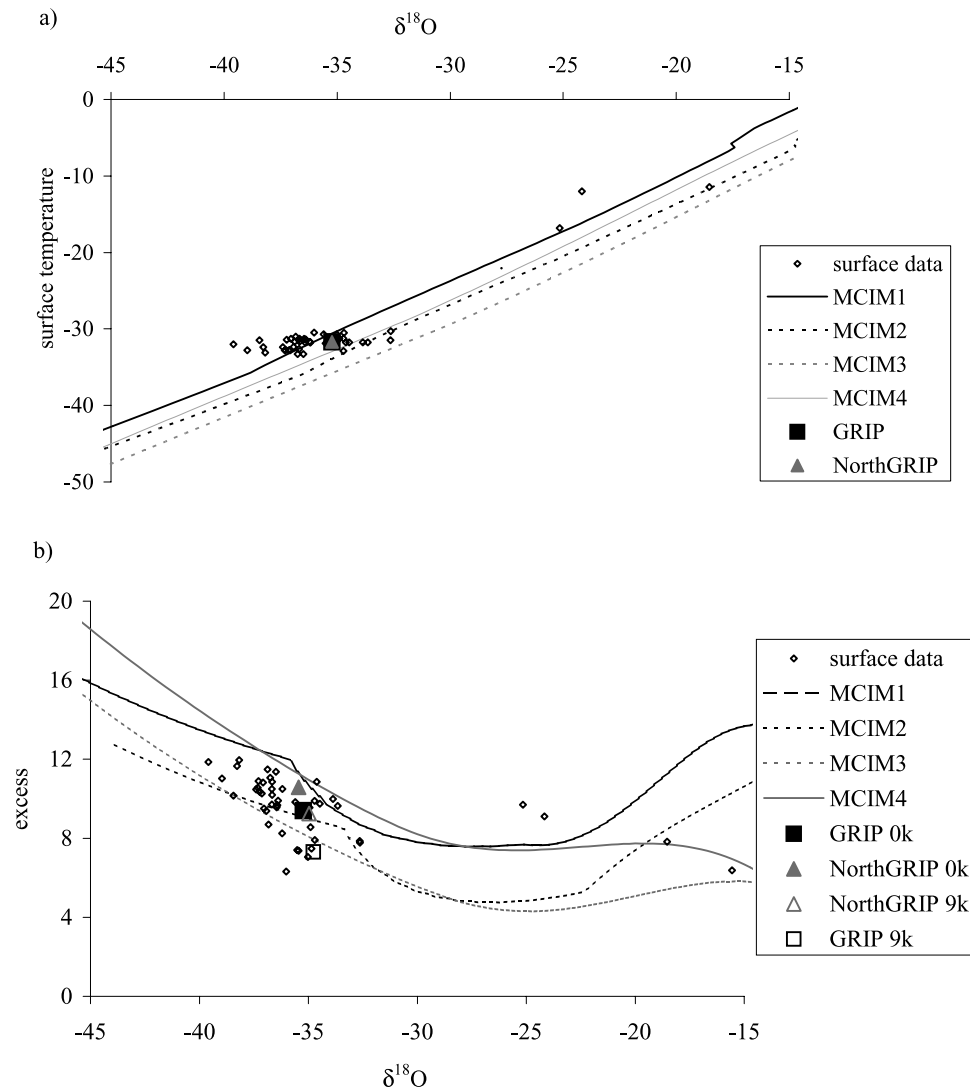 a)
δ18O
-45 -40 -35 -30 -25 -20 -15
0
-10
-20
-30
-40
-50
surface temperature
surface data
MCIM1
MCIM2
MCIM3
MCIM4
GRIP
NorthGRIP
b)
20
16
12
8
4
0
excess
-45 -40 -35 -30 -25 -20 -15
δ18O
surface data
MCIM1
MCIM2
MCIM3
MCIM4
GRIP 0k
NorthGRIP 0k
NorthGRIP 9k
GRIP 9k